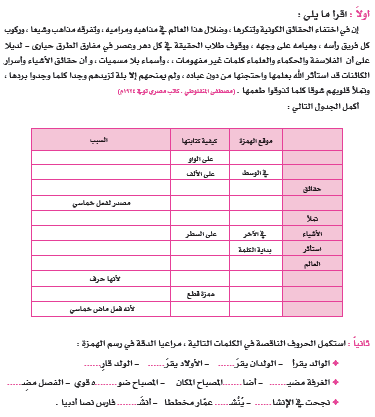 أولاً : اقرأ ما يلي :
إن في اختفاء الحقائق الكونية وتنكرها ، وضلال هذا العالم في مذاهبه ومراميه ، وتفرقه مذاهب وشيعا ، وركوب
كل فريق رأسه ، وهيامه على وجهه ، ووقوف طلاب الحقيقة في كل دهر وعصر في مفارق الطرق حيارى - لدليلا
على أن الفلاسفة والحكماء والعلماء كلمات غير مفهومات ، وأسماء بلا مسميات ، و أن حقائق الأشياء وأسرار
الكائنات قد استأثر الله بعلمها واحتجنها من دون عباده ، ولم يمنحهم إلا بلة تزيدهم وجدا كلما وجدوا بردها ،
وتملأ قلوبهم شوقا كلما تذوقوا طعمها . (مصطفى المنفلوطي . كاتب مصري توفي ١٩٢٤م)
أكمل الجدول التالي :
موقع الهمزة كيفية كتابتها السبب
على الواو
في الوسط على الألف
حقائق
مصدر لفعل خماسي
تملأ
الأشياء في الآخر على السطر
استأثر بداية الكلمة
العالم
لأنها حرف
همزة قطع
لأنه فعل ماض خماسي
ثانياً : استكمل الحروف الناقصة في الكلمات التالية ، مراعيا الدقة في رسم الهمزة :
الوالد يقرأ - الولدان يقرَ...... - الأولاد يقرَ...... - الولد قارِ......
الغرفة مضيـ...... - أضا......المصباح المكان - المصباح ضو......ه قوي - الفصل مضِـ......
نجحت في الإنشا...... - يُنْشـ...... عمّار مخططا - أنشَـ...... فارس نصا أدبيا .